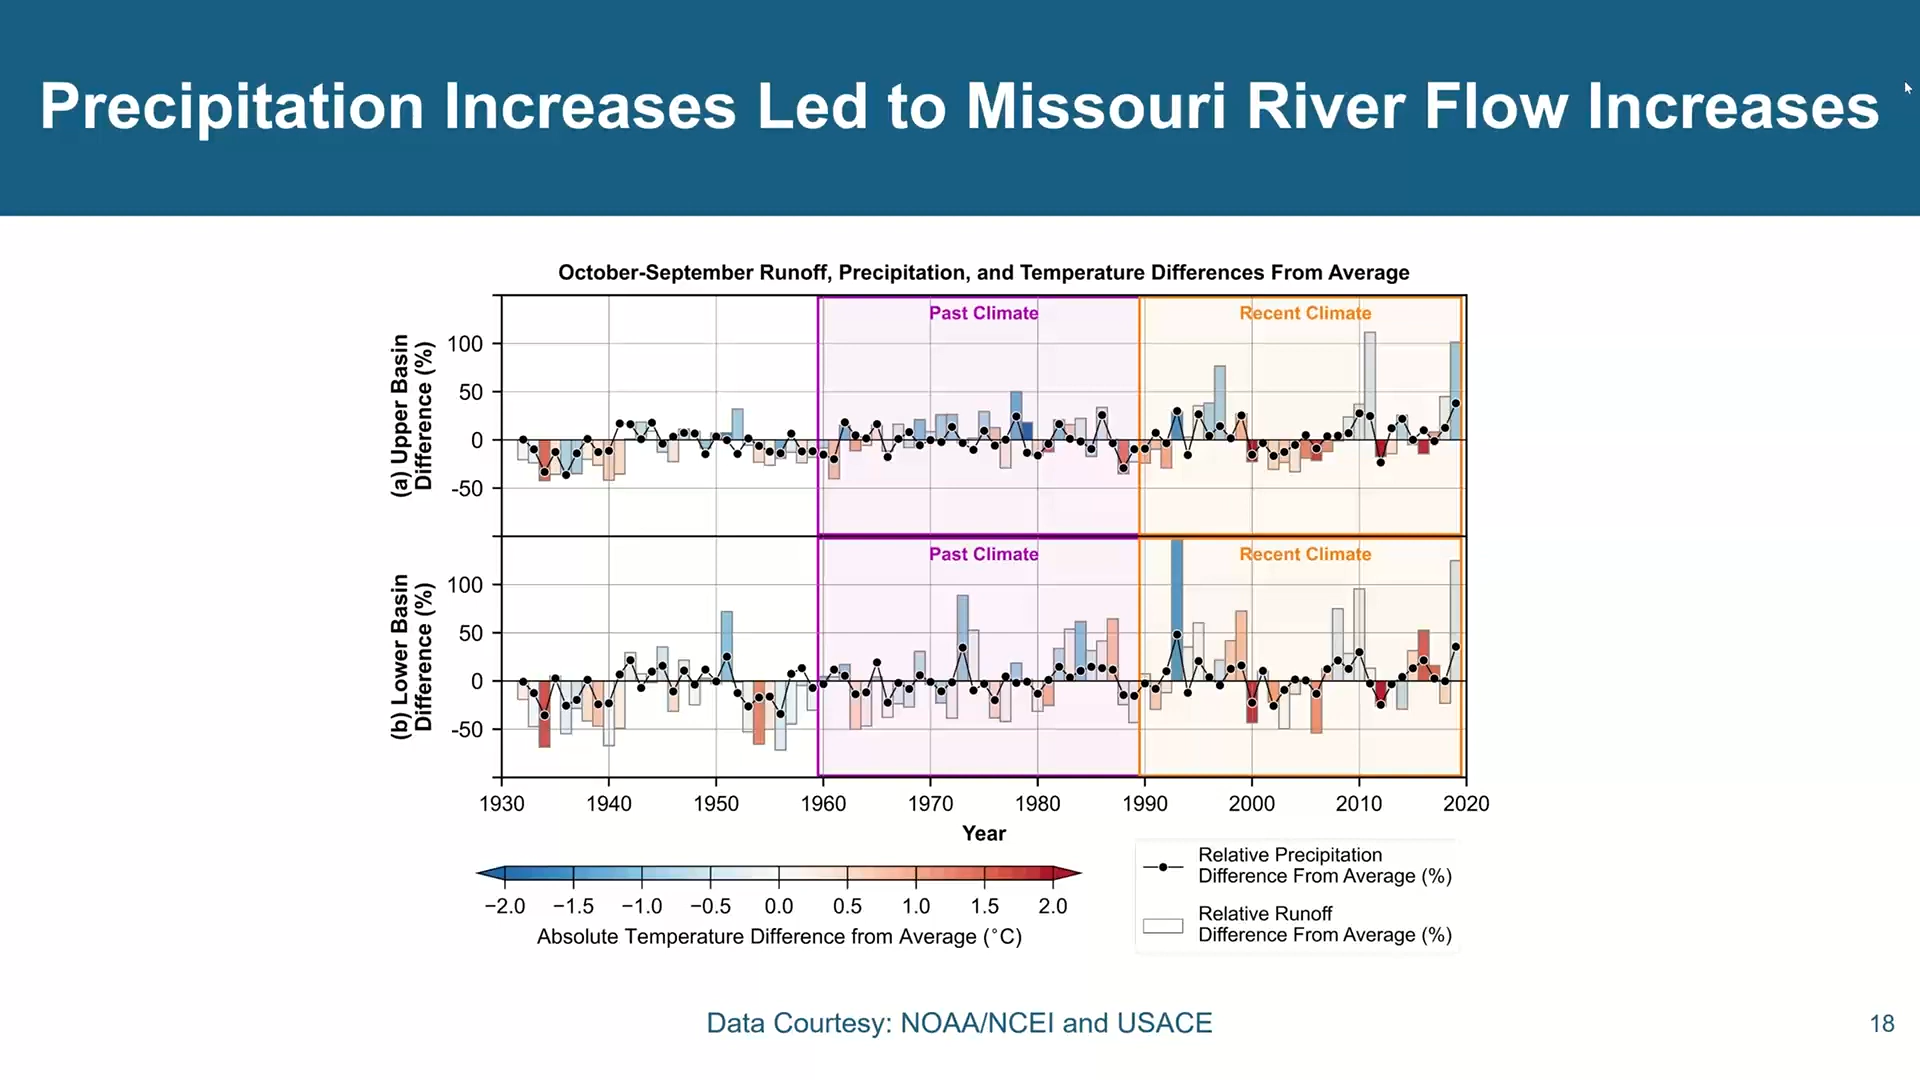 Precipitation Increases Led to Missouri River Flow Increases
October-September Runoff, Precipitation, and Temperature Differences From Average
Past Climate
Recent Climate
(a) Upper Basin
Difference (%)
100
50
0
-50
Past Climate
Recent Climate
(b) Lower Basin
Difference (%)
100
50
0
-50
1930 1940 1950 1960 1970 1980 1990 2000 2010 2020
Year
−2.0 −1.5 −1.0 −0.5 0.0 0.5 1.0 1.5 2.0
Absolute Temperature Difference from Average (°C)
Relative Precipitation
Difference From Average (%)
Relative Runoff
Difference From Average (%)
Data Courtesy: NOAA/NCEI and USACE
18